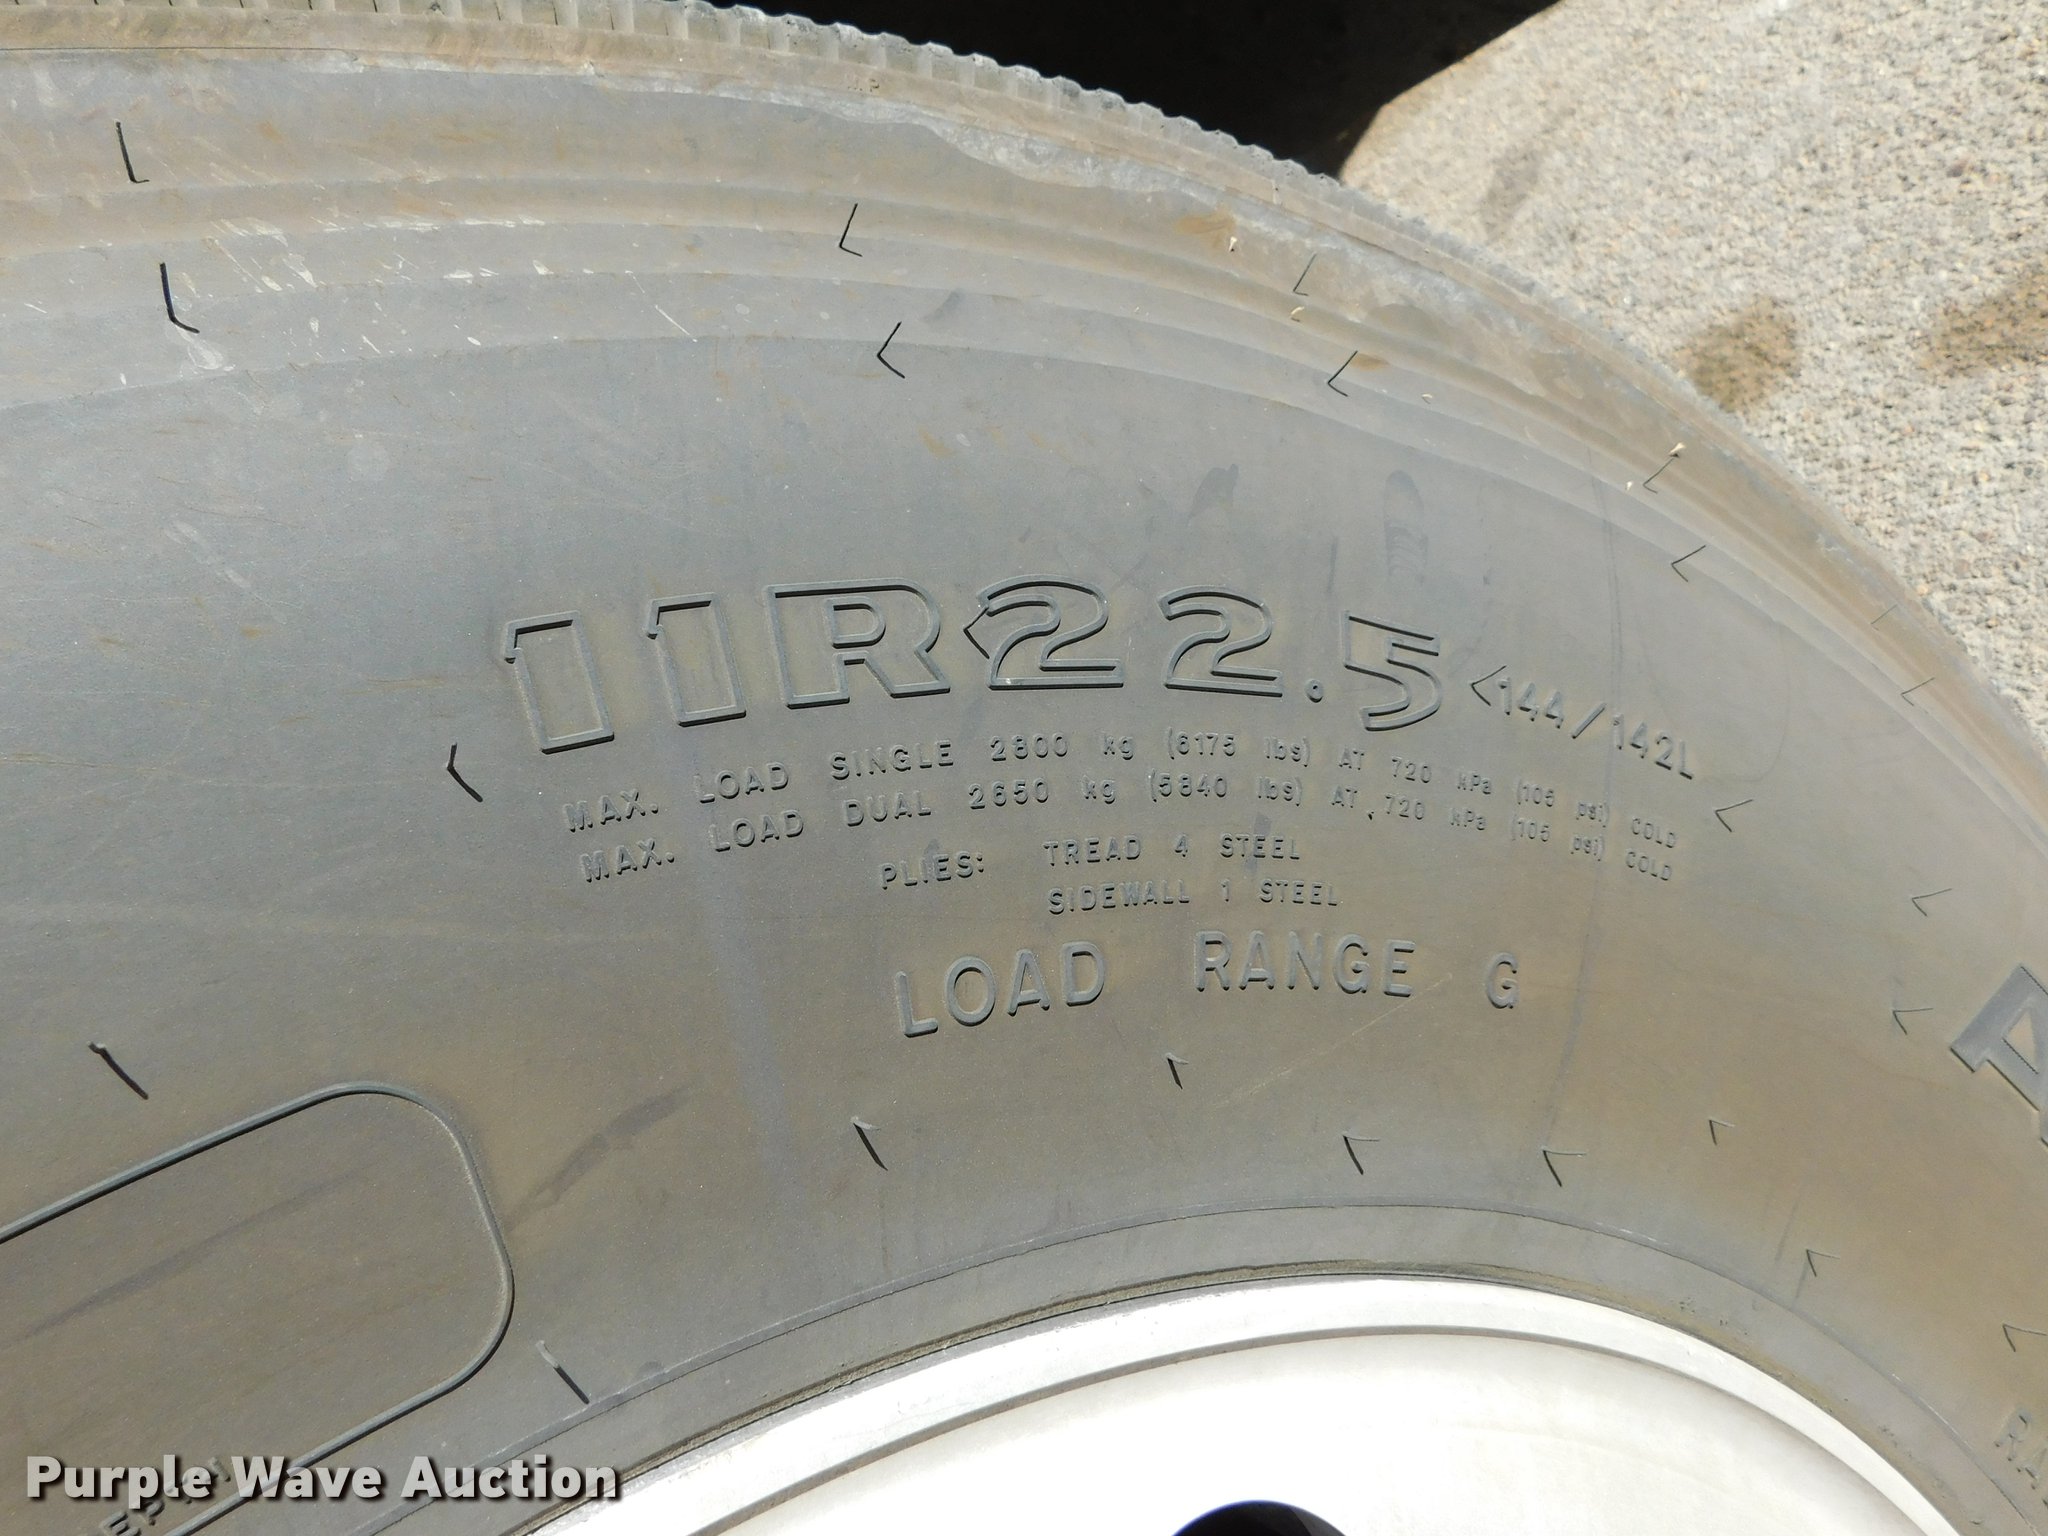 11R22.5 144/142L
MAX. LOAD SINGLE 2800 kg (6175 lbs) AT 720 kPa (105 psi) COLD
MAX. LOAD DUAL 2650 kg (5840 lbs) AT 720 kPa (105 psi) COLD
PLIES: TREAD 4 STEEL
SIDEWALL 1 STEEL
LOAD RANGE G
Purple Wave Auction